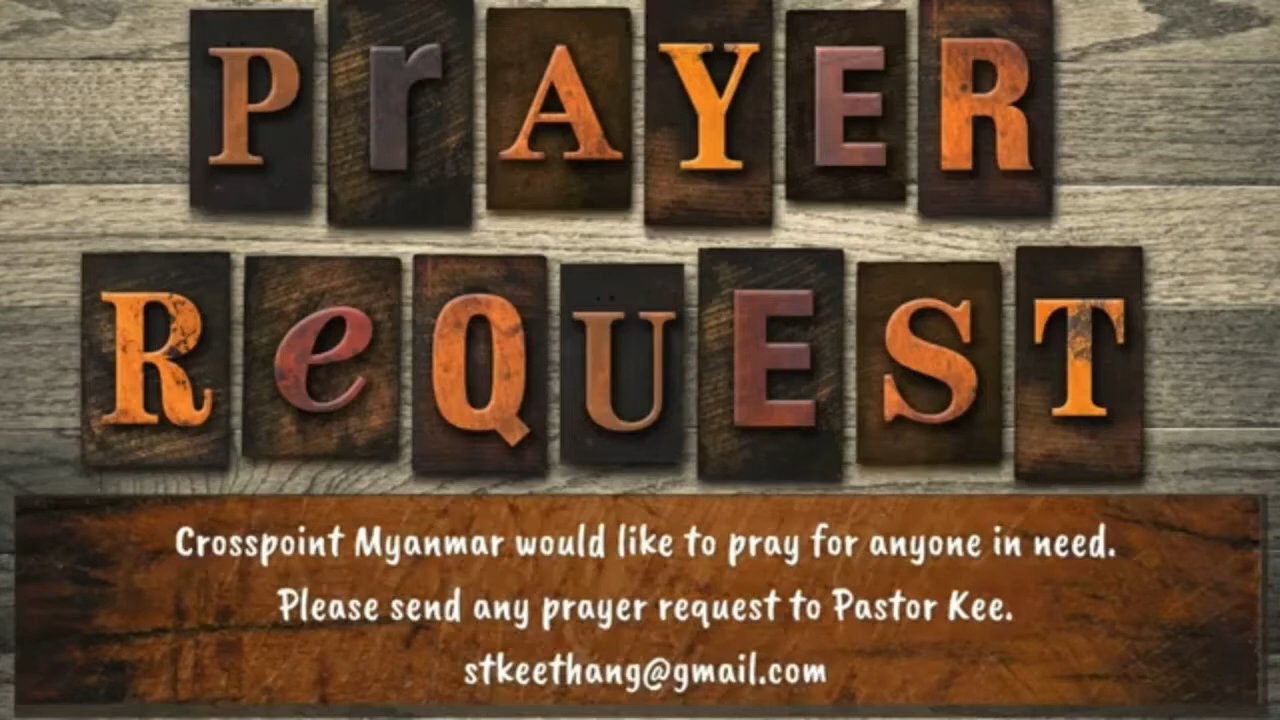 PrAYER
ReQUEST
Crosspoint Myanmar would like to pray for anyone in need.
Please send any prayer request to Pastor Kee.
stkeethang@gmail.com